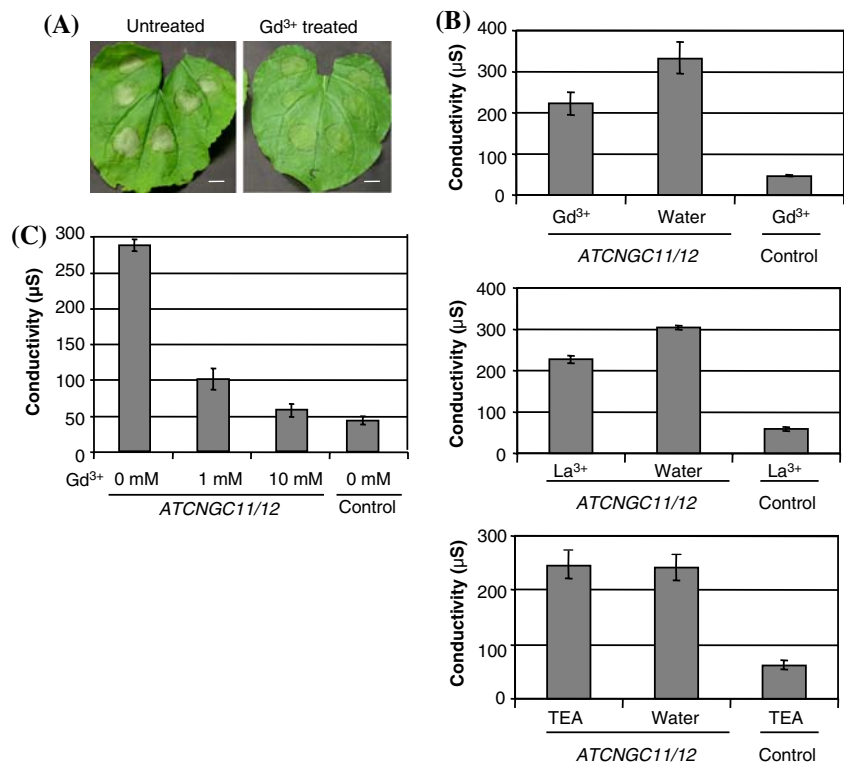 (A)
Untreated
Gd³⁺ treated
(B)
Conductivity (µS)
400
300
200
100
0
Gd³⁺
Water
Gd³⁺
ATCNGC11/12
Control
Conductivity (µS)
400
300
200
100
0
La³⁺
Water
La³⁺
ATCNGC11/12
Control
Conductivity (µS)
300
200
100
0
TEA
Water
TEA
ATCNGC11/12
Control
(C)
Conductivity (µS)
300
250
200
150
100
50
0
Gd³⁺ 0 mM 1 mM 10 mM 0 mM
ATCNGC11/12
Control